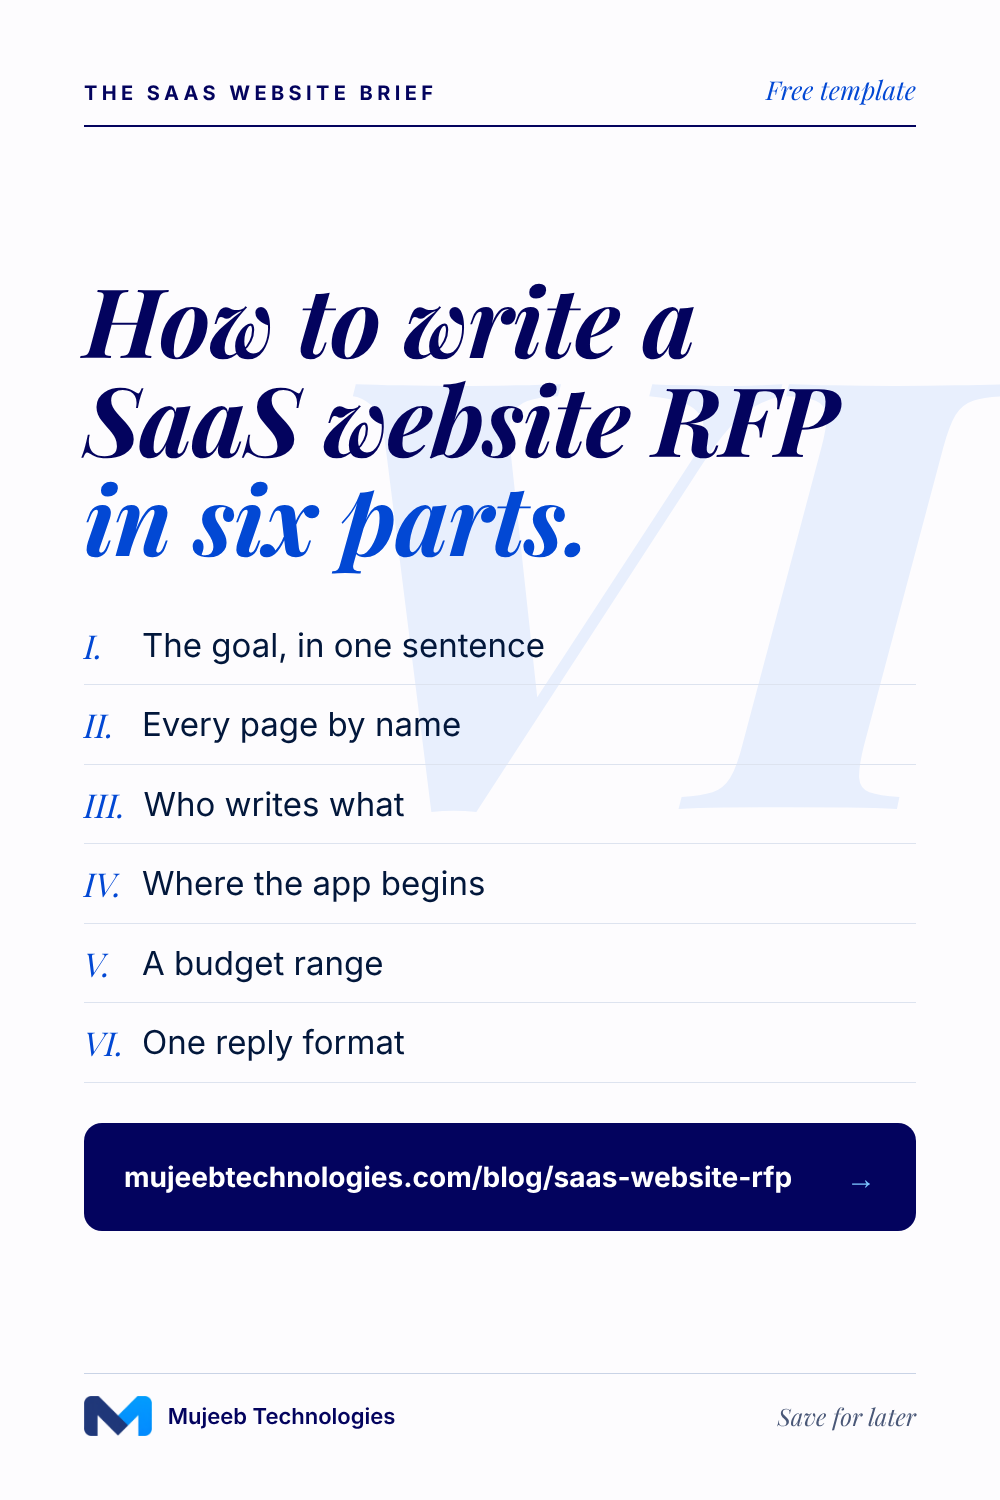 THE SAAS WEBSITE BRIEF
Free template
How to write a
SaaS website RFP
in six parts.
VI
I. The goal, in one sentence
II. Every page by name
III. Who writes what
IV. Where the app begins
V. A budget range
VI. One reply format
mujeebtechnologies.com/blog/saas-website-rfp →
Mujeeb Technologies
Save for later